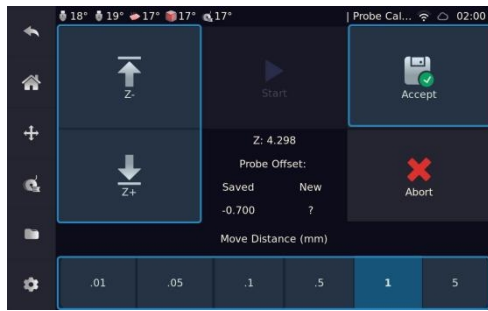 18° 19° 17° 17° 17° | Probe Cal... 02:00
Z-
Start
Accept
Z: 4.298
Probe Offset:
Z+
Saved New
Abort
-0.700 ?
Move Distance (mm)
.01 .05 .1 .5 1 5